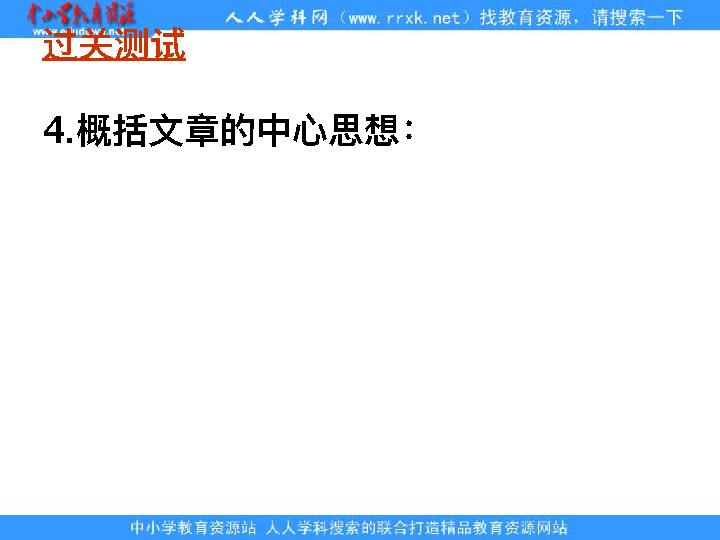 中小学教育资源站
人人学科网（www.rrxk.net）找教育资源，请搜索一下
过关测试
4.概括文章的中心思想：
中小学教育资源站 人人学科搜索的联合打造精品教育资源网站